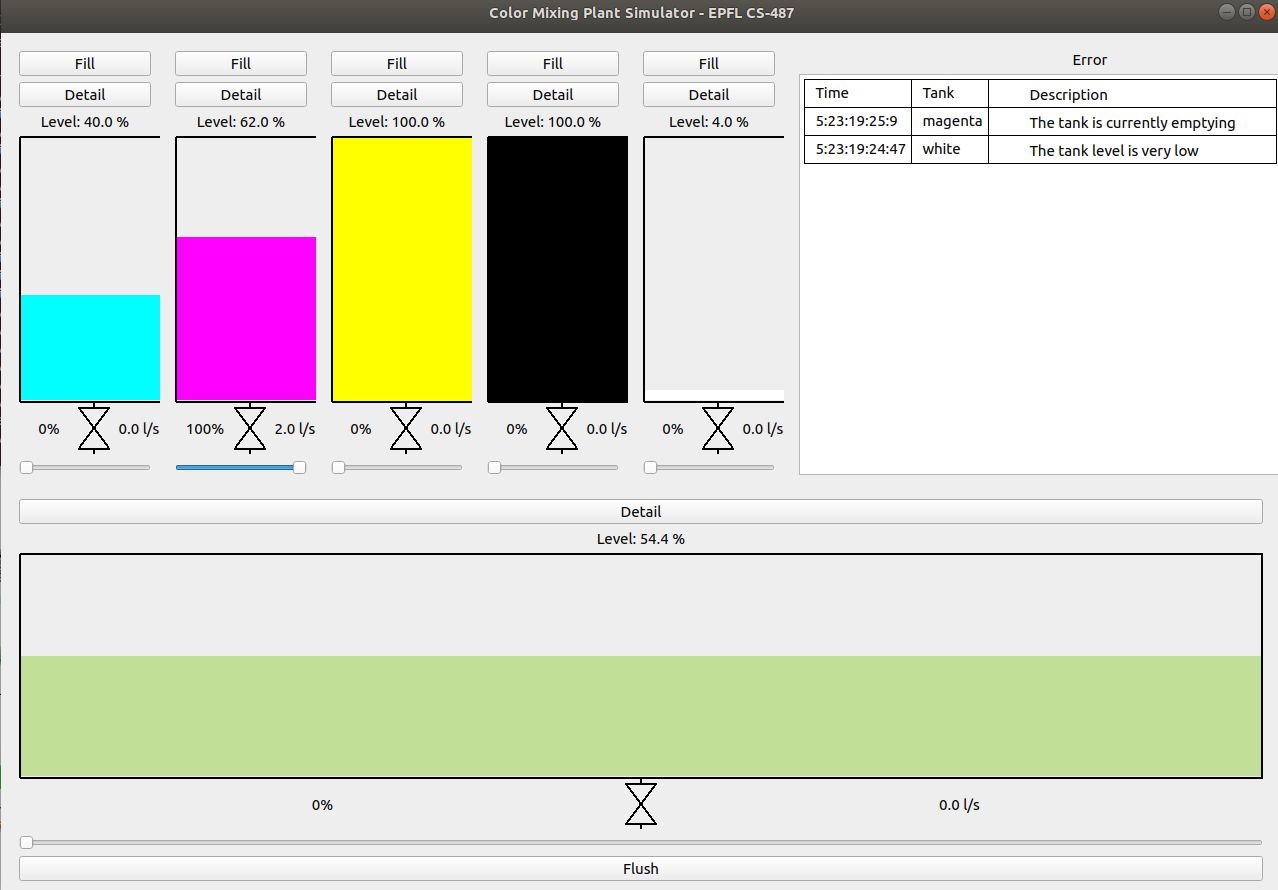 Color Mixing Plant Simulator - EPFL CS-487
Fill Fill Fill Fill Fill
Detail Detail Detail Detail Detail
Level: 40.0 % Level: 62.0 % Level: 100.0 % Level: 100.0 % Level: 4.0 %
0% 0.0 l/s 100% 2.0 l/s 0% 0.0 l/s 0% 0.0 l/s 0% 0.0 l/s
Error
Time Tank Description
5:23:19:25:9 magenta The tank is currently emptying
5:23:19:24:47 white The tank level is very low
Detail
Level: 54.4 %
0% 0.0 l/s
Flush